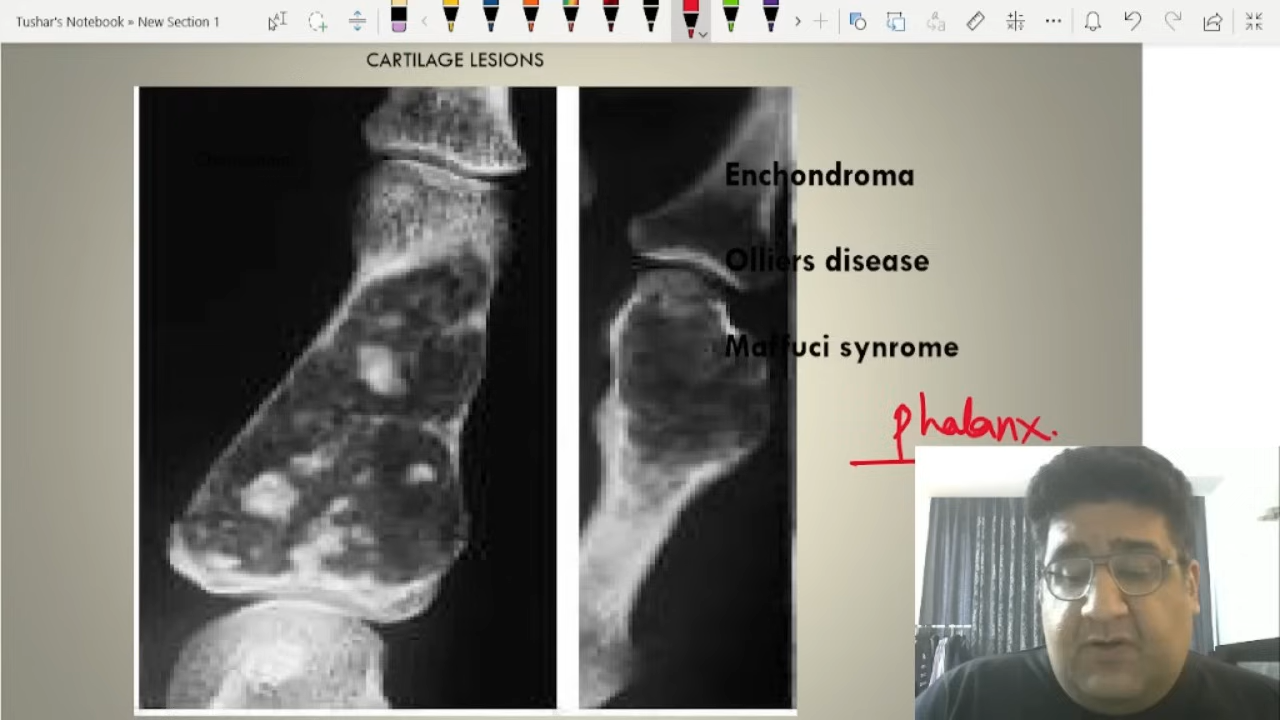 Tushar's Notebook » New Section 1
CARTILAGE LESIONS
Enchondroma
Olliers disease
Maffuci synrome
phalanx.